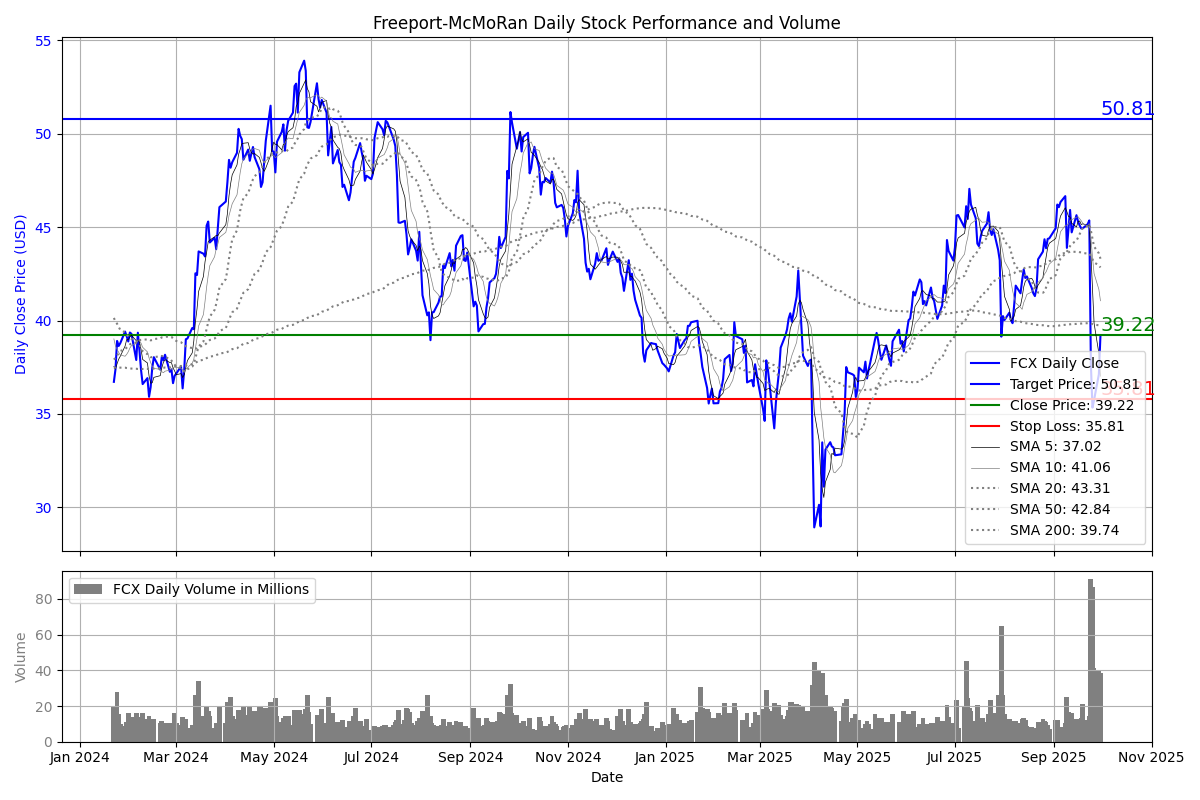 Freeport-McMoRan Daily Stock Performance and Volume
Daily Close Price (USD)
55
50
45
40
35
30
50.81
39.22
35.81
FCX Daily Close
Target Price: 50.81
Close Price: 39.22
Stop Loss: 35.81
SMA 5: 37.02
SMA 10: 41.06
SMA 20: 43.31
SMA 50: 42.84
SMA 200: 39.74
Volume
80
60
40
20
0
FCX Daily Volume in Millions
Jan 2024 Mar 2024 May 2024 Jul 2024 Sep 2024 Nov 2024 Jan 2025 Mar 2025 May 2025 Jul 2025 Sep 2025 Nov 2025
Date